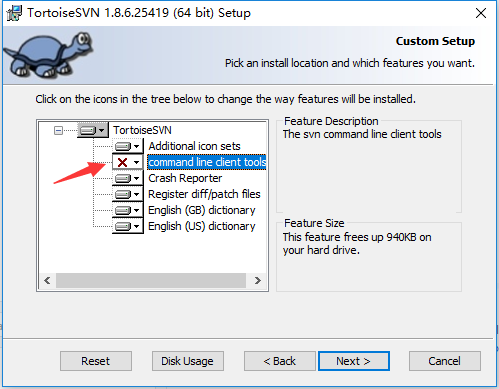 TortoiseSVN 1.8.6.25419 (64 bit) Setup
Custom Setup
Pick an install location and which features you want.
Click on the icons in the tree below to change the way features will be installed.
TortoiseSVN
Additional icon sets
command line client tools
Crash Reporter
Register diff/patch files
English (GB) dictionary
English (US) dictionary
Feature Description
The svn command line client tools
Feature Size
This feature frees up 940KB on
your hard drive.
Reset
Disk Usage
< Back
Next >
Cancel